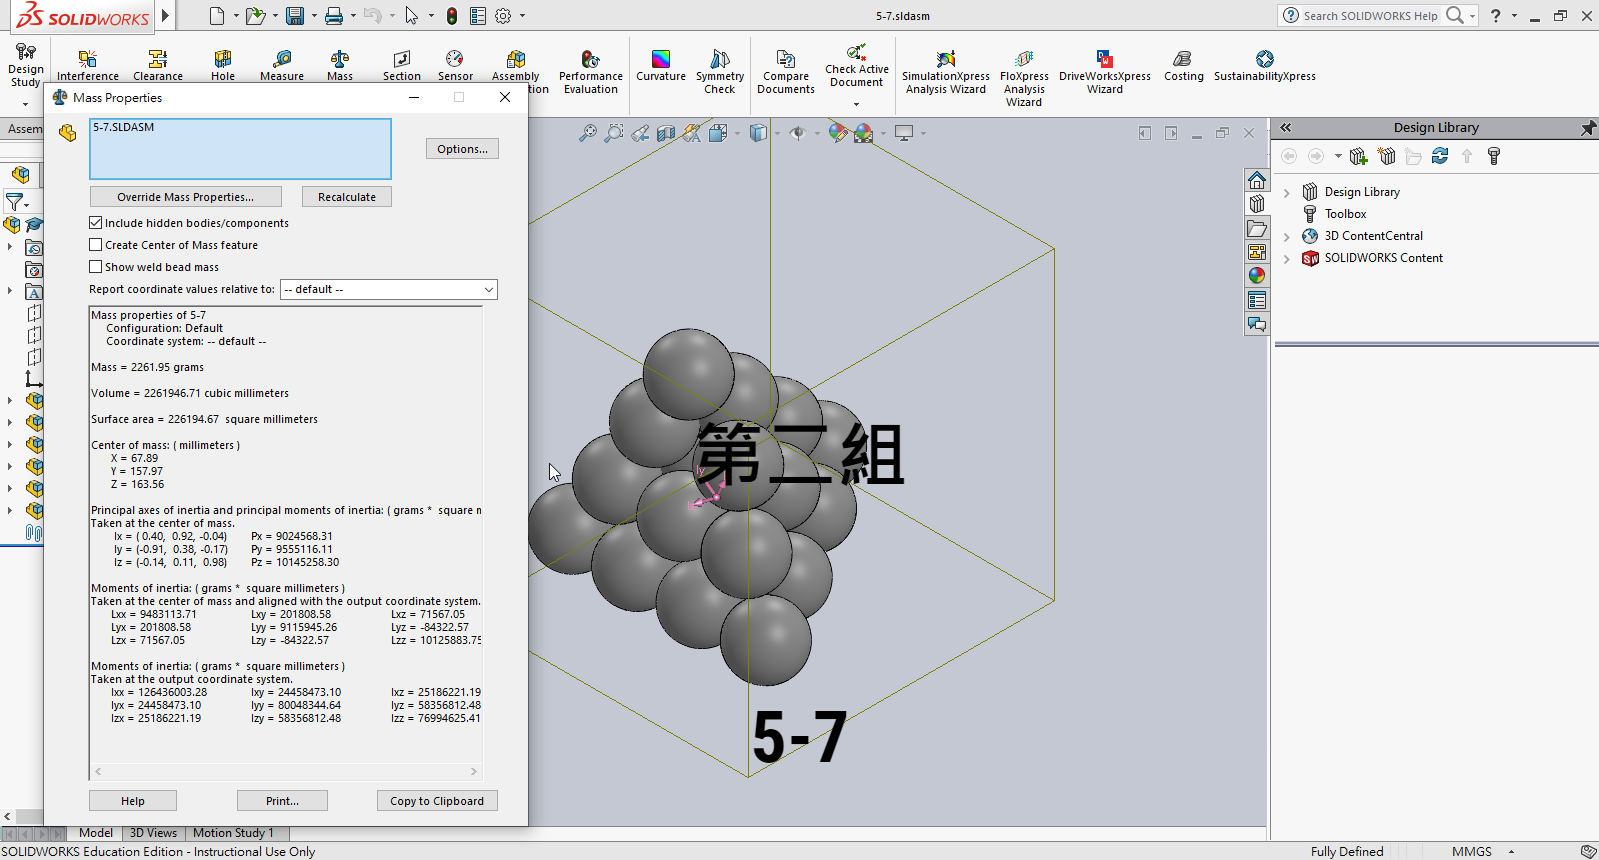 SOLIDWORKS
5-7.sldasm
Search SOLIDWORKS Help
Design Study
Interference
Clearance
Hole
Measure
Mass
Section
Sensor
Assembly
tion
Performance Evaluation
Curvature
Symmetry Check
Compare Documents
Check Active Document
SimulationXpress Analysis Wizard
FloXpress Analysis Wizard
DriveWorksXpress Wizard
Costing
SustainabilityXpress
Assem
Mass Properties
5-7.SLDASM
Options...
Override Mass Properties...
Recalculate
Include hidden bodies/components
Create Center of Mass feature
Show weld bead mass
Report coordinate values relative to: -- default --
Mass properties of 5-7
Configuration: Default
Coordinate system: -- default --
Mass = 2261.95 grams
Volume = 2261946.71 cubic millimeters
Surface area = 226194.67 square millimeters
Center of mass: ( millimeters )
X = 67.89
Y = 157.97
Z = 163.56
Principal axes of inertia and principal moments of inertia: ( grams * square n
Taken at the center of mass.
Ix = ( 0.40, 0.92, -0.04) Px = 9024568.31
Iy = (-0.91, 0.38, -0.17) Py = 9555116.11
Iz = (-0.14, 0.11, 0.98) Pz = 10145258.30
Moments of inertia: ( grams * square millimeters )
Taken at the center of mass and aligned with the output coordinate system.
Lxx = 9483113.71 Lxy = 201808.58 Lxz = 71567.05
Lyx = 201808.58 Lyy = 9115945.26 Lyz = -84322.57
Lzx = 71567.05 Lzy = -84322.57 Lzz = 10125883.75
Moments of inertia: ( grams * square millimeters )
Taken at the output coordinate system.
Ixx = 126436003.28 Ixy = 24458473.10 Ixz = 25186221.19
Iyx = 24458473.10 Iyy = 80048344.64 Iyz = 58356812.48
Izx = 25186221.19 Izy = 58356812.48 Izz = 76994625.41
Help
Print...
Copy to Clipboard
第二組
5-7
Design Library
Design Library
Toolbox
3D ContentCentral
SOLIDWORKS Content
Model
3D Views
Motion Study 1
SOLIDWORKS Education Edition - Instructional Use Only
Fully Defined
MMGS